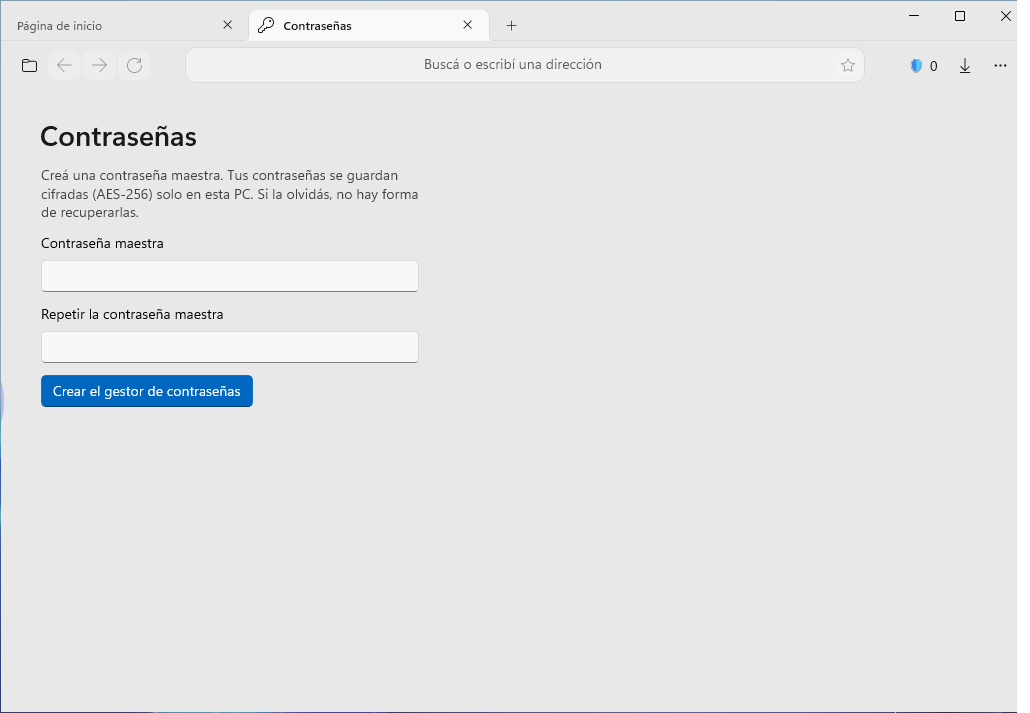 Página de inicio
Contraseñas
Buscá o escribí una dirección
0
Contraseñas
Creá una contraseña maestra. Tus contraseñas se guardan
cifradas (AES-256) solo en esta PC. Si la olvidás, no hay forma
de recuperarlas.
Contraseña maestra
Repetir la contraseña maestra
Crear el gestor de contraseñas